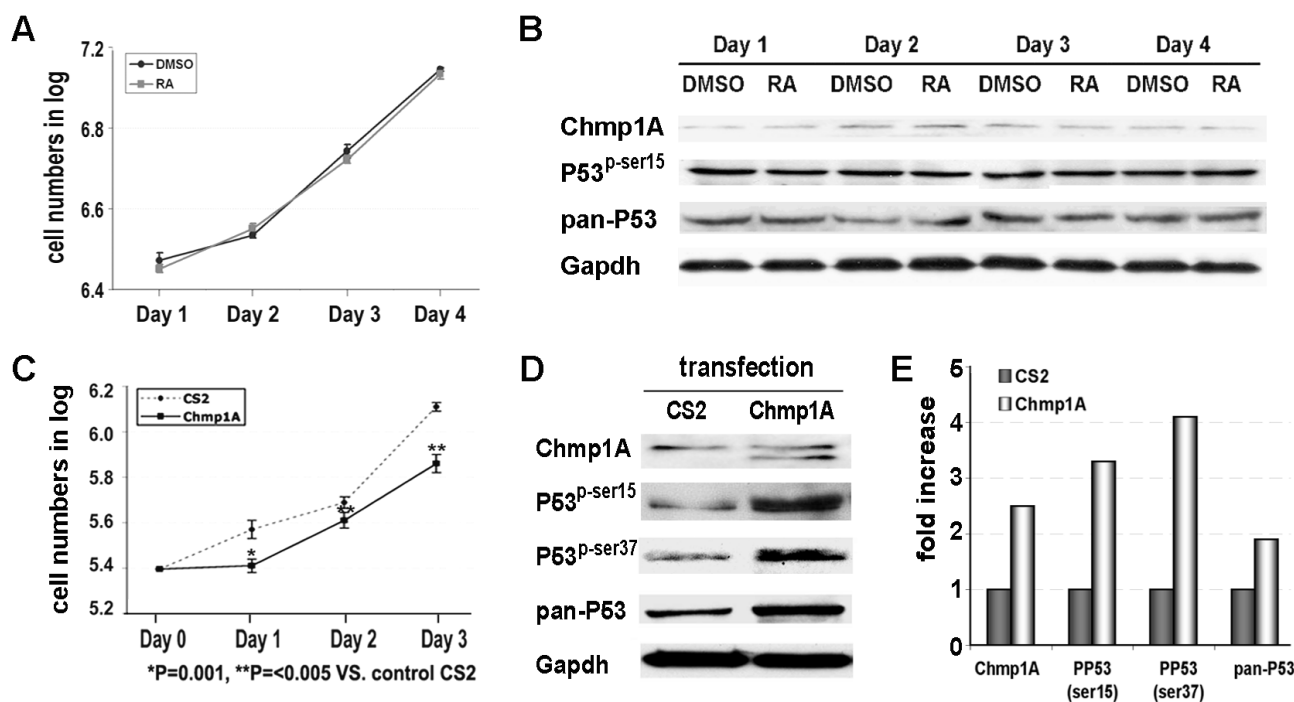 A
7.2
6.8
6.6
6.4
cell numbers in log
DMSO
RA
Day 1 Day 2 Day 3 Day 4
B
Day 1 Day 2 Day 3 Day 4
DMSO RA DMSO RA DMSO RA DMSO RA
Chmp1A
P53p-ser15
pan-P53
Gapdh
C
6.2
6.0
5.8
5.6
5.4
5.2
cell numbers in log
CS2
Chmp1A
*
**
**
Day 0 Day 1 Day 2 Day 3
*P=0.001, **P=<0.005 VS. control CS2
D
transfection
CS2 Chmp1A
Chmp1A
P53p-ser15
P53p-ser37
pan-P53
Gapdh
E
5
4
3
2
1
0
fold increase
CS2
Chmp1A
Chmp1A PP53 PP53 pan-P53
(ser15) (ser37)